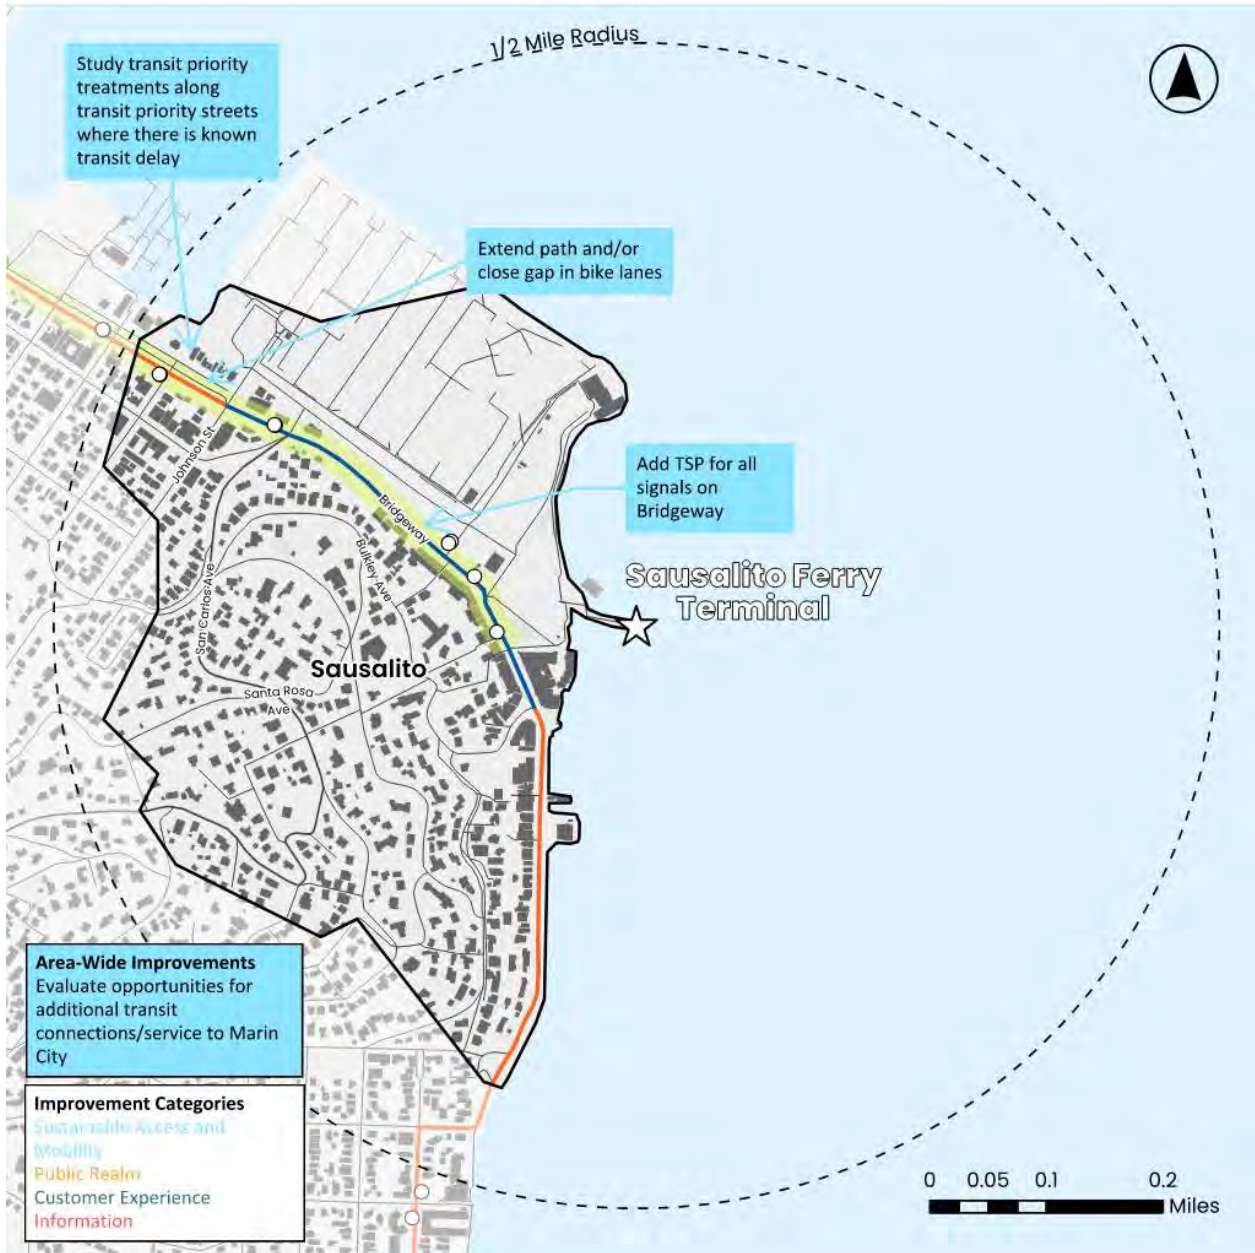 1/2 Mile Radius
Study transit priority
treatments along
transit priority streets
where there is known
transit delay
Extend path and/or
close gap in bike lanes
Johnson St
Add TSP for all
signals on
Bridgeway
Bridgeway
Bulkley Ave
San Carlos Ave
Sausalito Ferry
Terminal
Sausalito
Santa Rosa
Ave
Area-Wide Improvements
Evaluate opportunities for
additional transit
connections/service to Marin
City
Improvement Categories
Sustainable Access and
Mobility
Public Realm
Customer Experience
Information
0 0.05 0.1 0.2
Miles